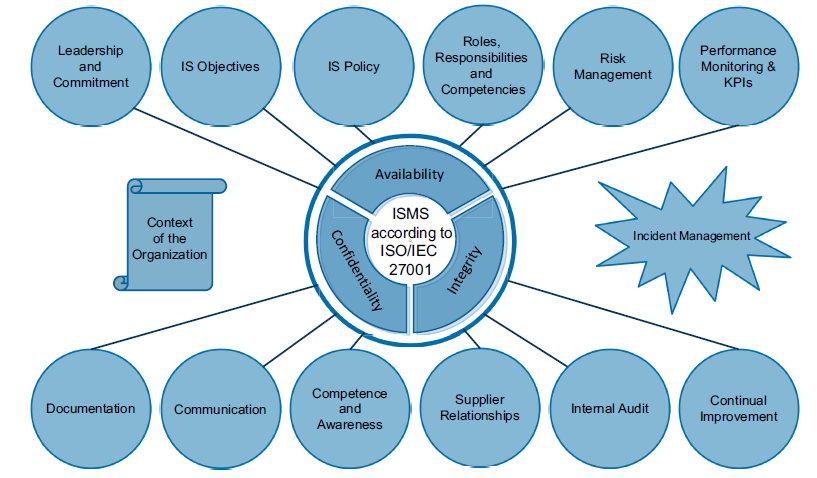 Leadership
and
Commitment
IS Objectives
IS Policy
Roles,
Responsibilities
and
Competencies
Risk
Management
Performance
Monitoring &
KPIs
Availability
Context
of the
Organization
Confidentiality
ISMS
according to
ISO/IEC
27001
Integrity
Incident Management
Documentation
Communication
Competence
and
Awareness
Supplier
Relationships
Internal Audit
Continual
Improvement